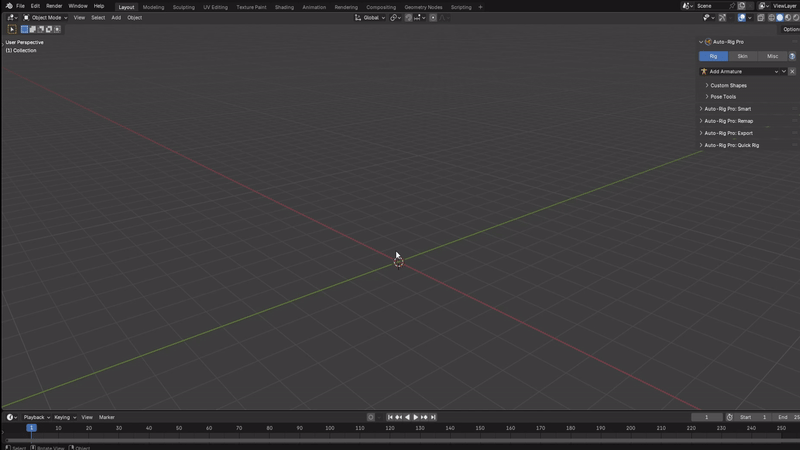 File Edit Render Window Help Layout Modeling Sculpting UV Editing Texture Paint Shading Animation Rendering Compositing Geometry Nodes Scripting + Scene ViewLayer
Object Mode View Select Add Object Global
Option
User Perspective
(1) Collection
Auto-Rig Pro
Rig Skin Misc ?
Add Armature
Custom Shapes
Pose Tools
Auto-Rig Pro: Smart
Auto-Rig Pro: Remap
Auto-Rig Pro: Export
Auto-Rig Pro: Quick Rig
Playback Keying View Marker 1 Start 1 End 25
1 10 20 30 40 50 60 70 80 90 100 110 120 130 140 150 160 170 180 190 200 210 220 230 240 250
Select Rotate View Object